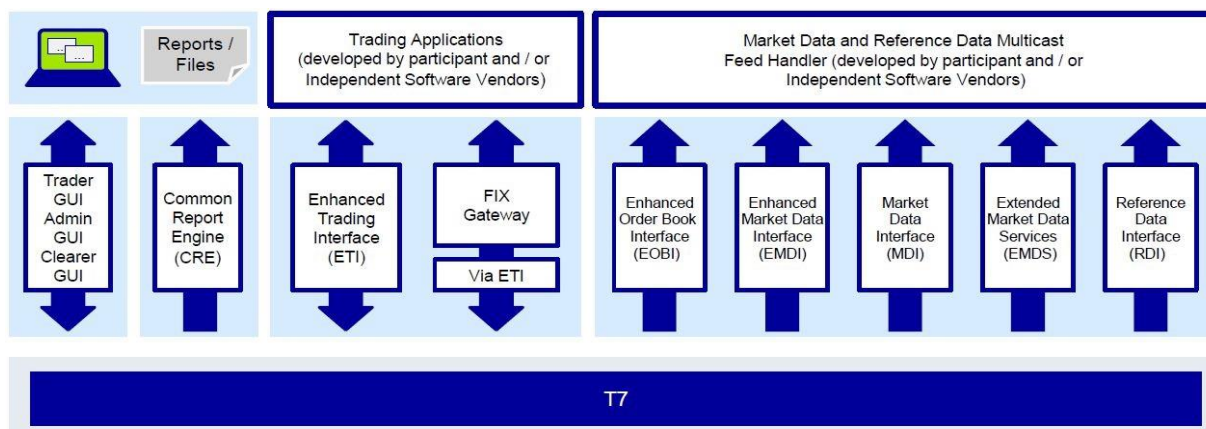 Reports /
Files
Trading Applications
(developed by participant and / or
Independent Software Vendors)
Market Data and Reference Data Multicast
Feed Handler (developed by participant and / or
Independent Software Vendors)
Trader
GUI
Admin
GUI
Clearer
GUI
Common
Report
Engine
(CRE)
Enhanced
Trading
Interface
(ETI)
FIX
Gateway
Via ETI
Enhanced
Order Book
Interface
(EOBI)
Enhanced
Market Data
Interface
(EMDI)
Market
Data
Interface
(MDI)
Extended
Market Data
Services
(EMDS)
Reference
Data
Interface
(RDI)
T7